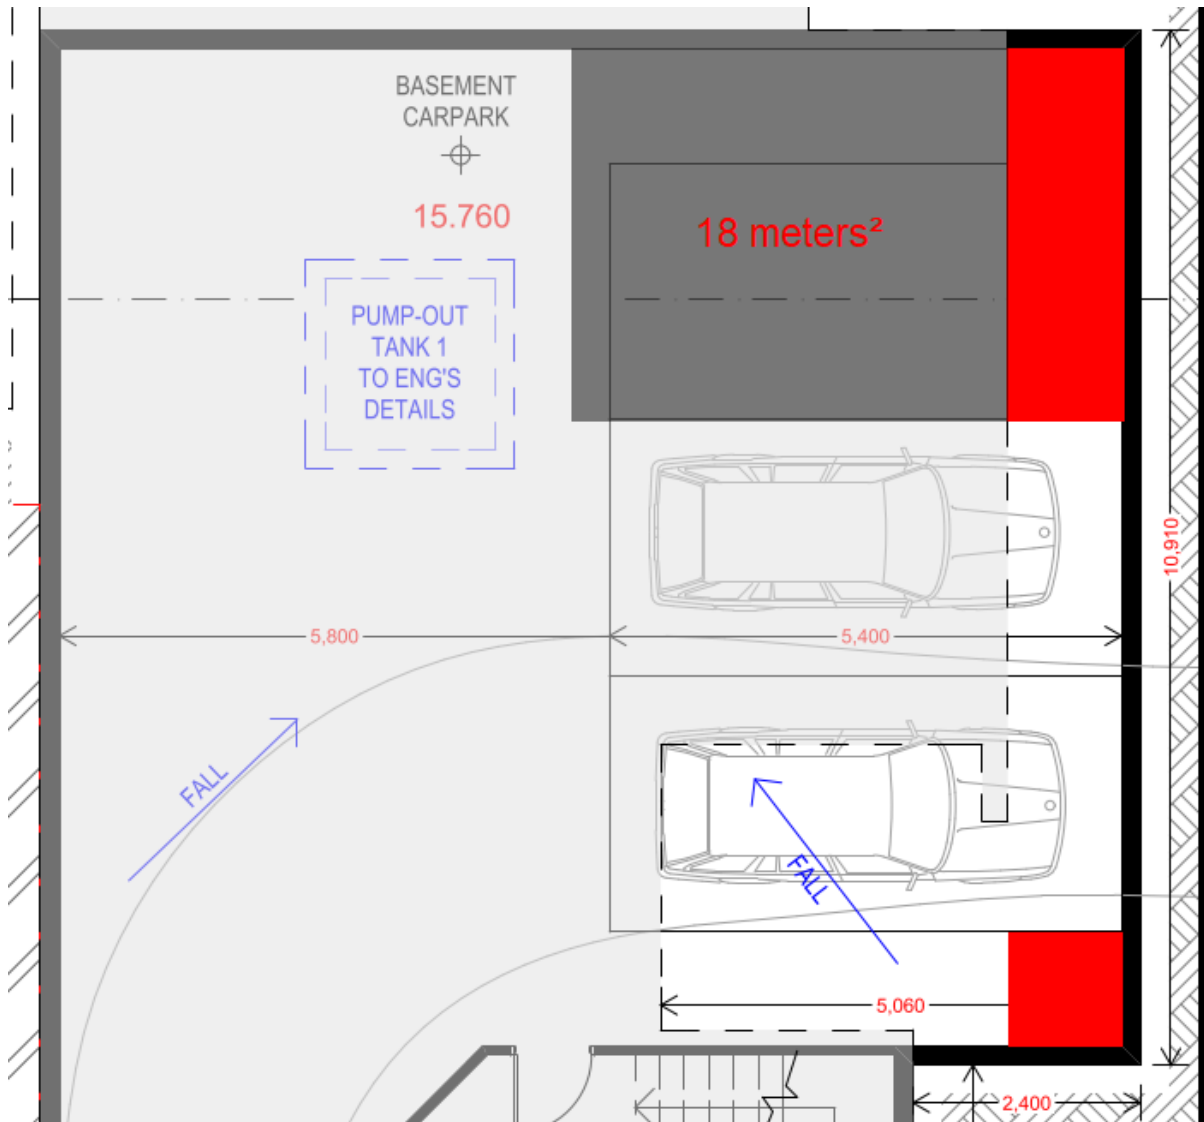 BASEMENT
CARPARK
15.760
18 meters²
PUMP-OUT
TANK 1
TO ENG'S
DETAILS
10,910
5,800
5,400
FALL
FALL
5,060
2,400